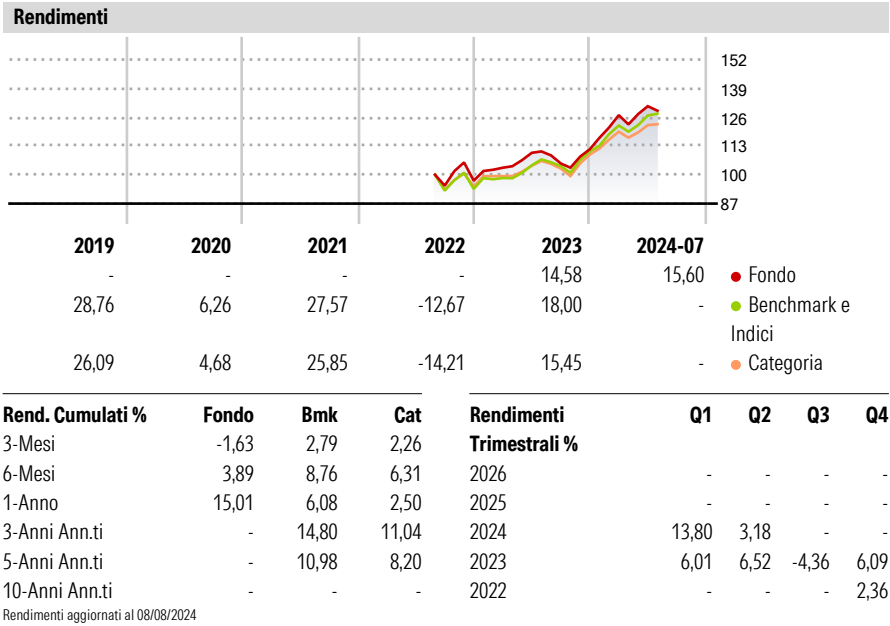 Rendimenti
152
139
126
113
100
87
2019 2020 2021 2022 2023 2024-07
- - - - 14,58 15,60 Fondo
28,76 6,26 27,57 -12,67 18,00 - Benchmark e
Indici
26,09 4,68 25,85 -14,21 15,45 - Categoria
Rend. Cumulati % Fondo Bmk Cat
3-Mesi -1,63 2,79 2,26
6-Mesi 3,89 8,76 6,31
1-Anno 15,01 6,08 2,50
3-Anni Ann.ti - 14,80 11,04
5-Anni Ann.ti - 10,98 8,20
10-Anni Ann.ti - - -
Rendimenti aggiornati al 08/08/2024
Rendimenti Q1 Q2 Q3 Q4
Trimestrali %
2026 - - - -
2025 - - - -
2024 13,80 3,18 - -
2023 6,01 6,52 -4,36 6,09
2022 - - - 2,36